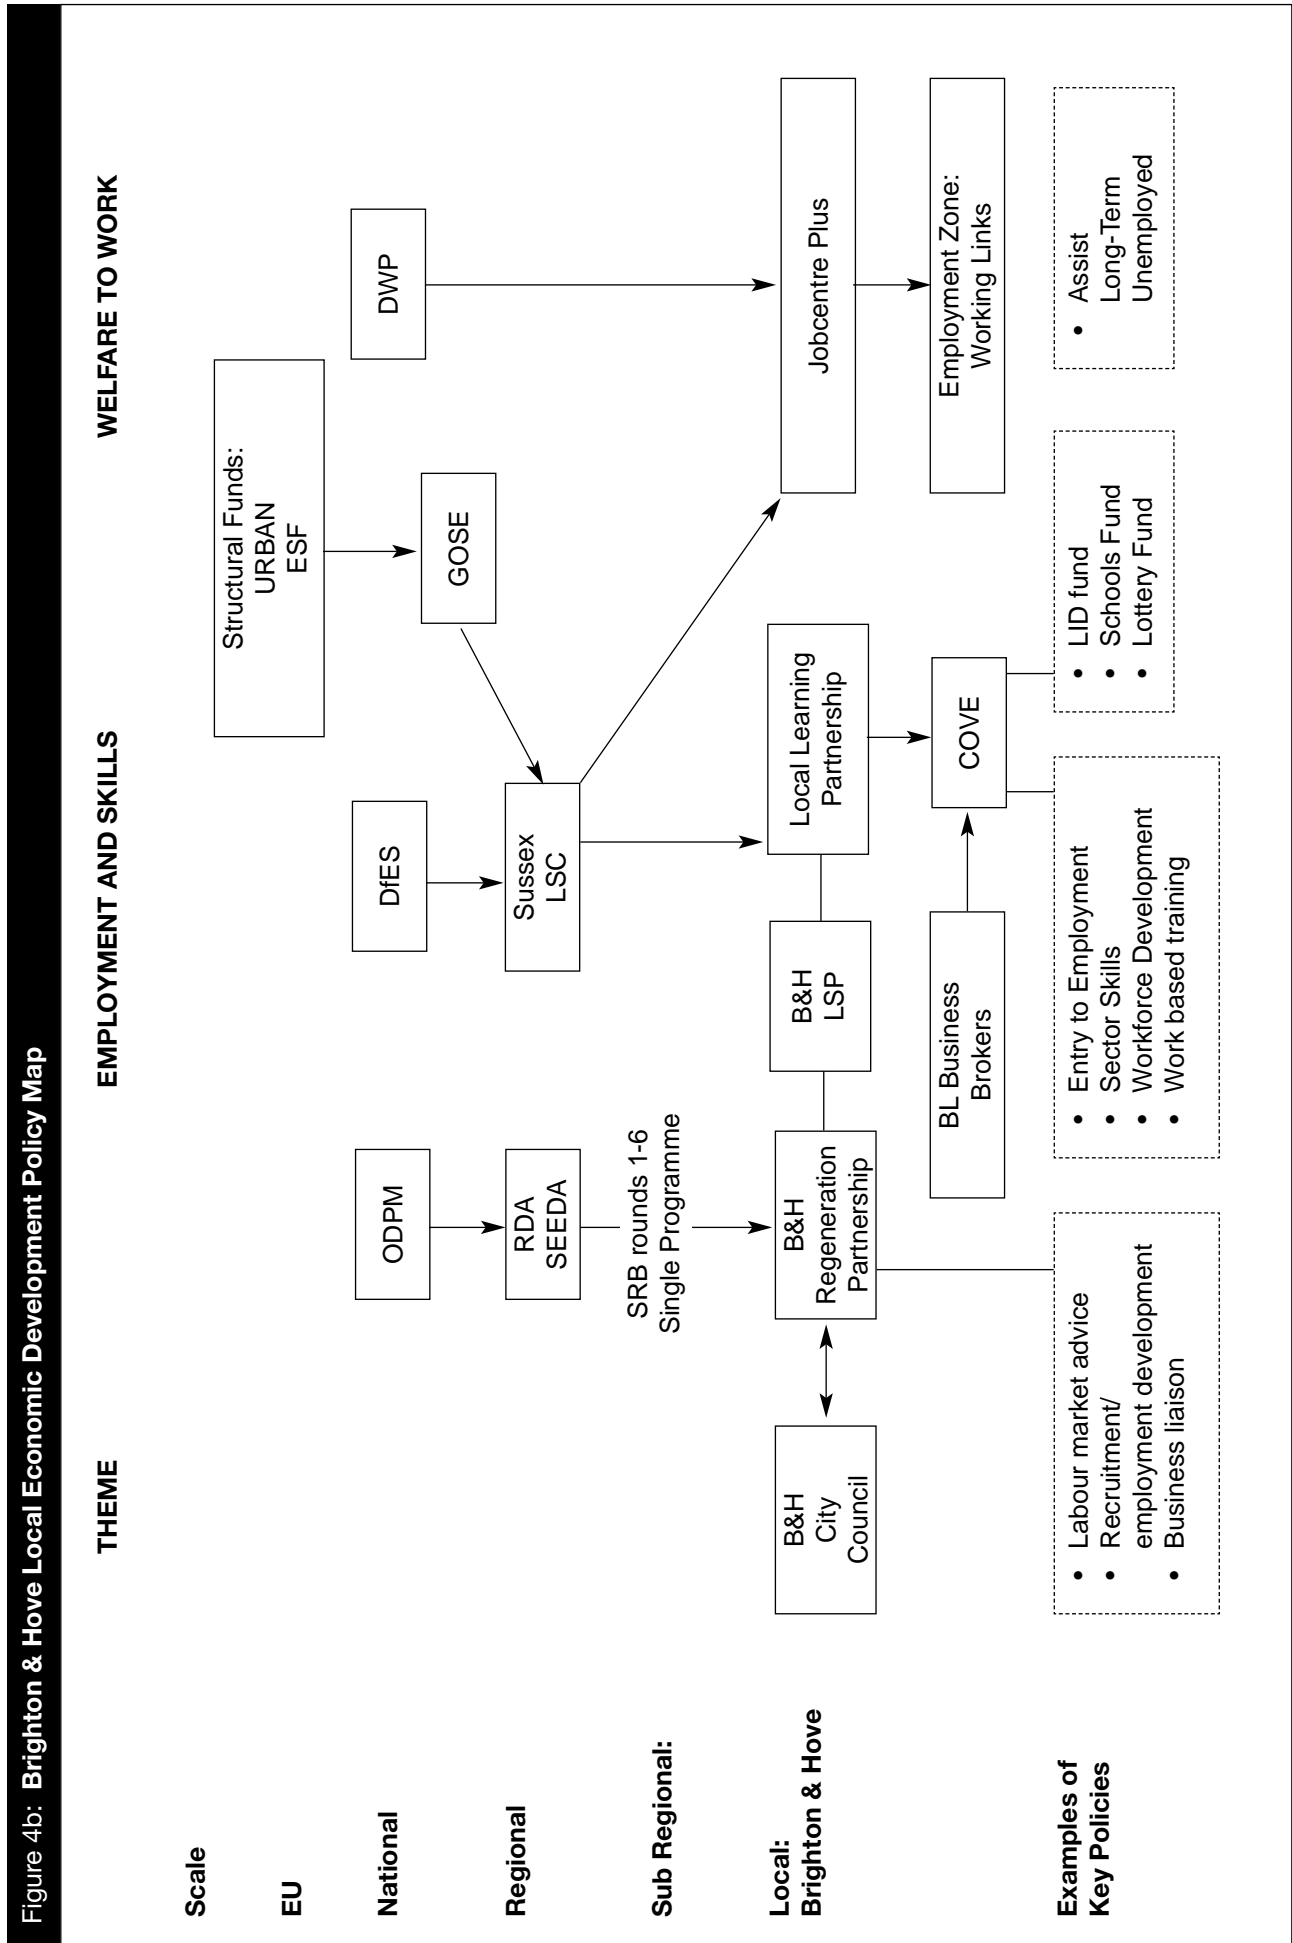 Figure 4b: Brighton & Hove Local Economic Development Policy Map
THEME
EMPLOYMENT AND SKILLS
WELFARE TO WORK
Scale
EU
Structural Funds:
URBAN
ESF
National
ODPM
DfES
DWP
GOSE
Regional
RDA
SEEDA
Sussex
LSC
Sub Regional:
SRB rounds 1-6
Single Programme
Local:
Brighton & Hove
B&H
City
Council
B&H
Regeneration
Partnership
B&H
LSP
Local Learning
Partnership
Jobcentre Plus
BL Business
Brokers
COVE
Employment Zone:
Working Links
Examples of
Key Policies
• Labour market advice
• Recruitment/
employment development
• Business liaison
• Entry to Employment
• Sector Skills
• Workforce Development
• Work based training
• LID fund
• Schools Fund
• Lottery Fund
• Assist
Long-Term
Unemployed